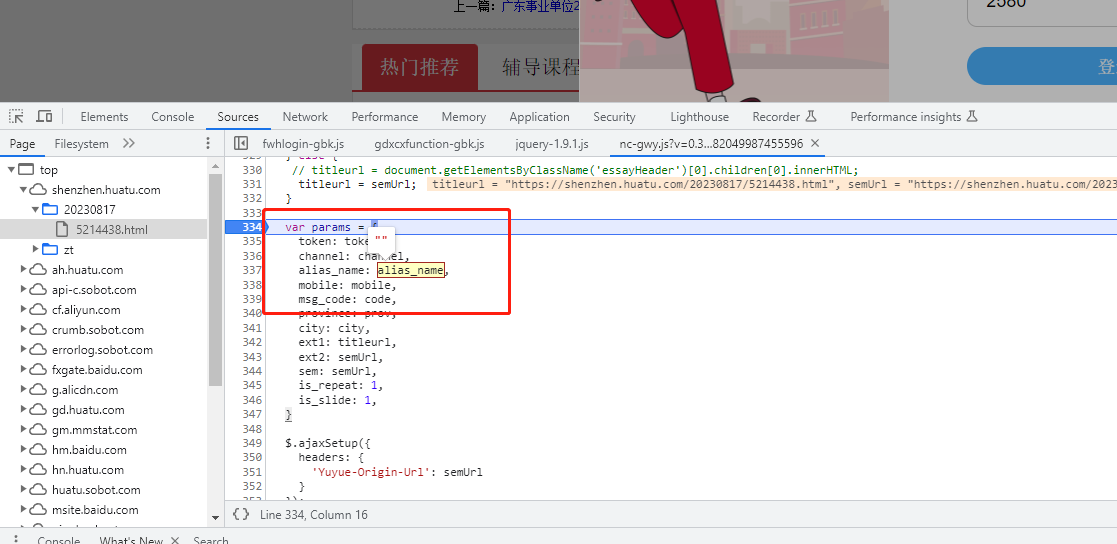 上一篇：广东事业单位2
2580
热门推荐
辅导课程
登
Elements Console Sources Network Performance Memory Application Security Lighthouse Recorder Performance insights
Page Filesystem
fwhlogin-gbk.js gdxcxfunction-gbk.js jquery-1.9.1.js nc-gwy.js?v=0.3...82049987455596
top
shenzhen.huatu.com
20230817
5214438.html
zt
ah.huatu.com
api-c.sobot.com
cf.aliyun.com
crumb.sobot.com
errorlog.sobot.com
fxgate.baidu.com
g.alicdn.com
gd.huatu.com
gm.mmstat.com
hm.baidu.com
hn.huatu.com
huatu.sobot.com
msite.baidu.com
329 } else {
330 // titleurl = document.getElementsByClassName('essayHeader')[0].children[0].innerHTML;
331 titleurl = semUrl; titleurl = "https://shenzhen.huatu.com/20230817/5214438.html", semUrl = "https://shenzhen.huatu.com/2023
332 }
333
334 var params = {
335 token: toke
""
336 channel: channel,
337 alias_name: alias_name,
338 mobile: mobile,
339 msg_code: code,
340 province: prov,
341 city: city,
342 ext1: titleurl,
343 ext2: semUrl,
344 sem: semUrl,
345 is_repeat: 1,
346 is_slide: 1,
347 }
348
349 $.ajaxSetup({
350 headers: {
351 'Yuyue-Origin-Url': semUrl
352 }
});
{} Line 334, Column 16
Console What's New Search